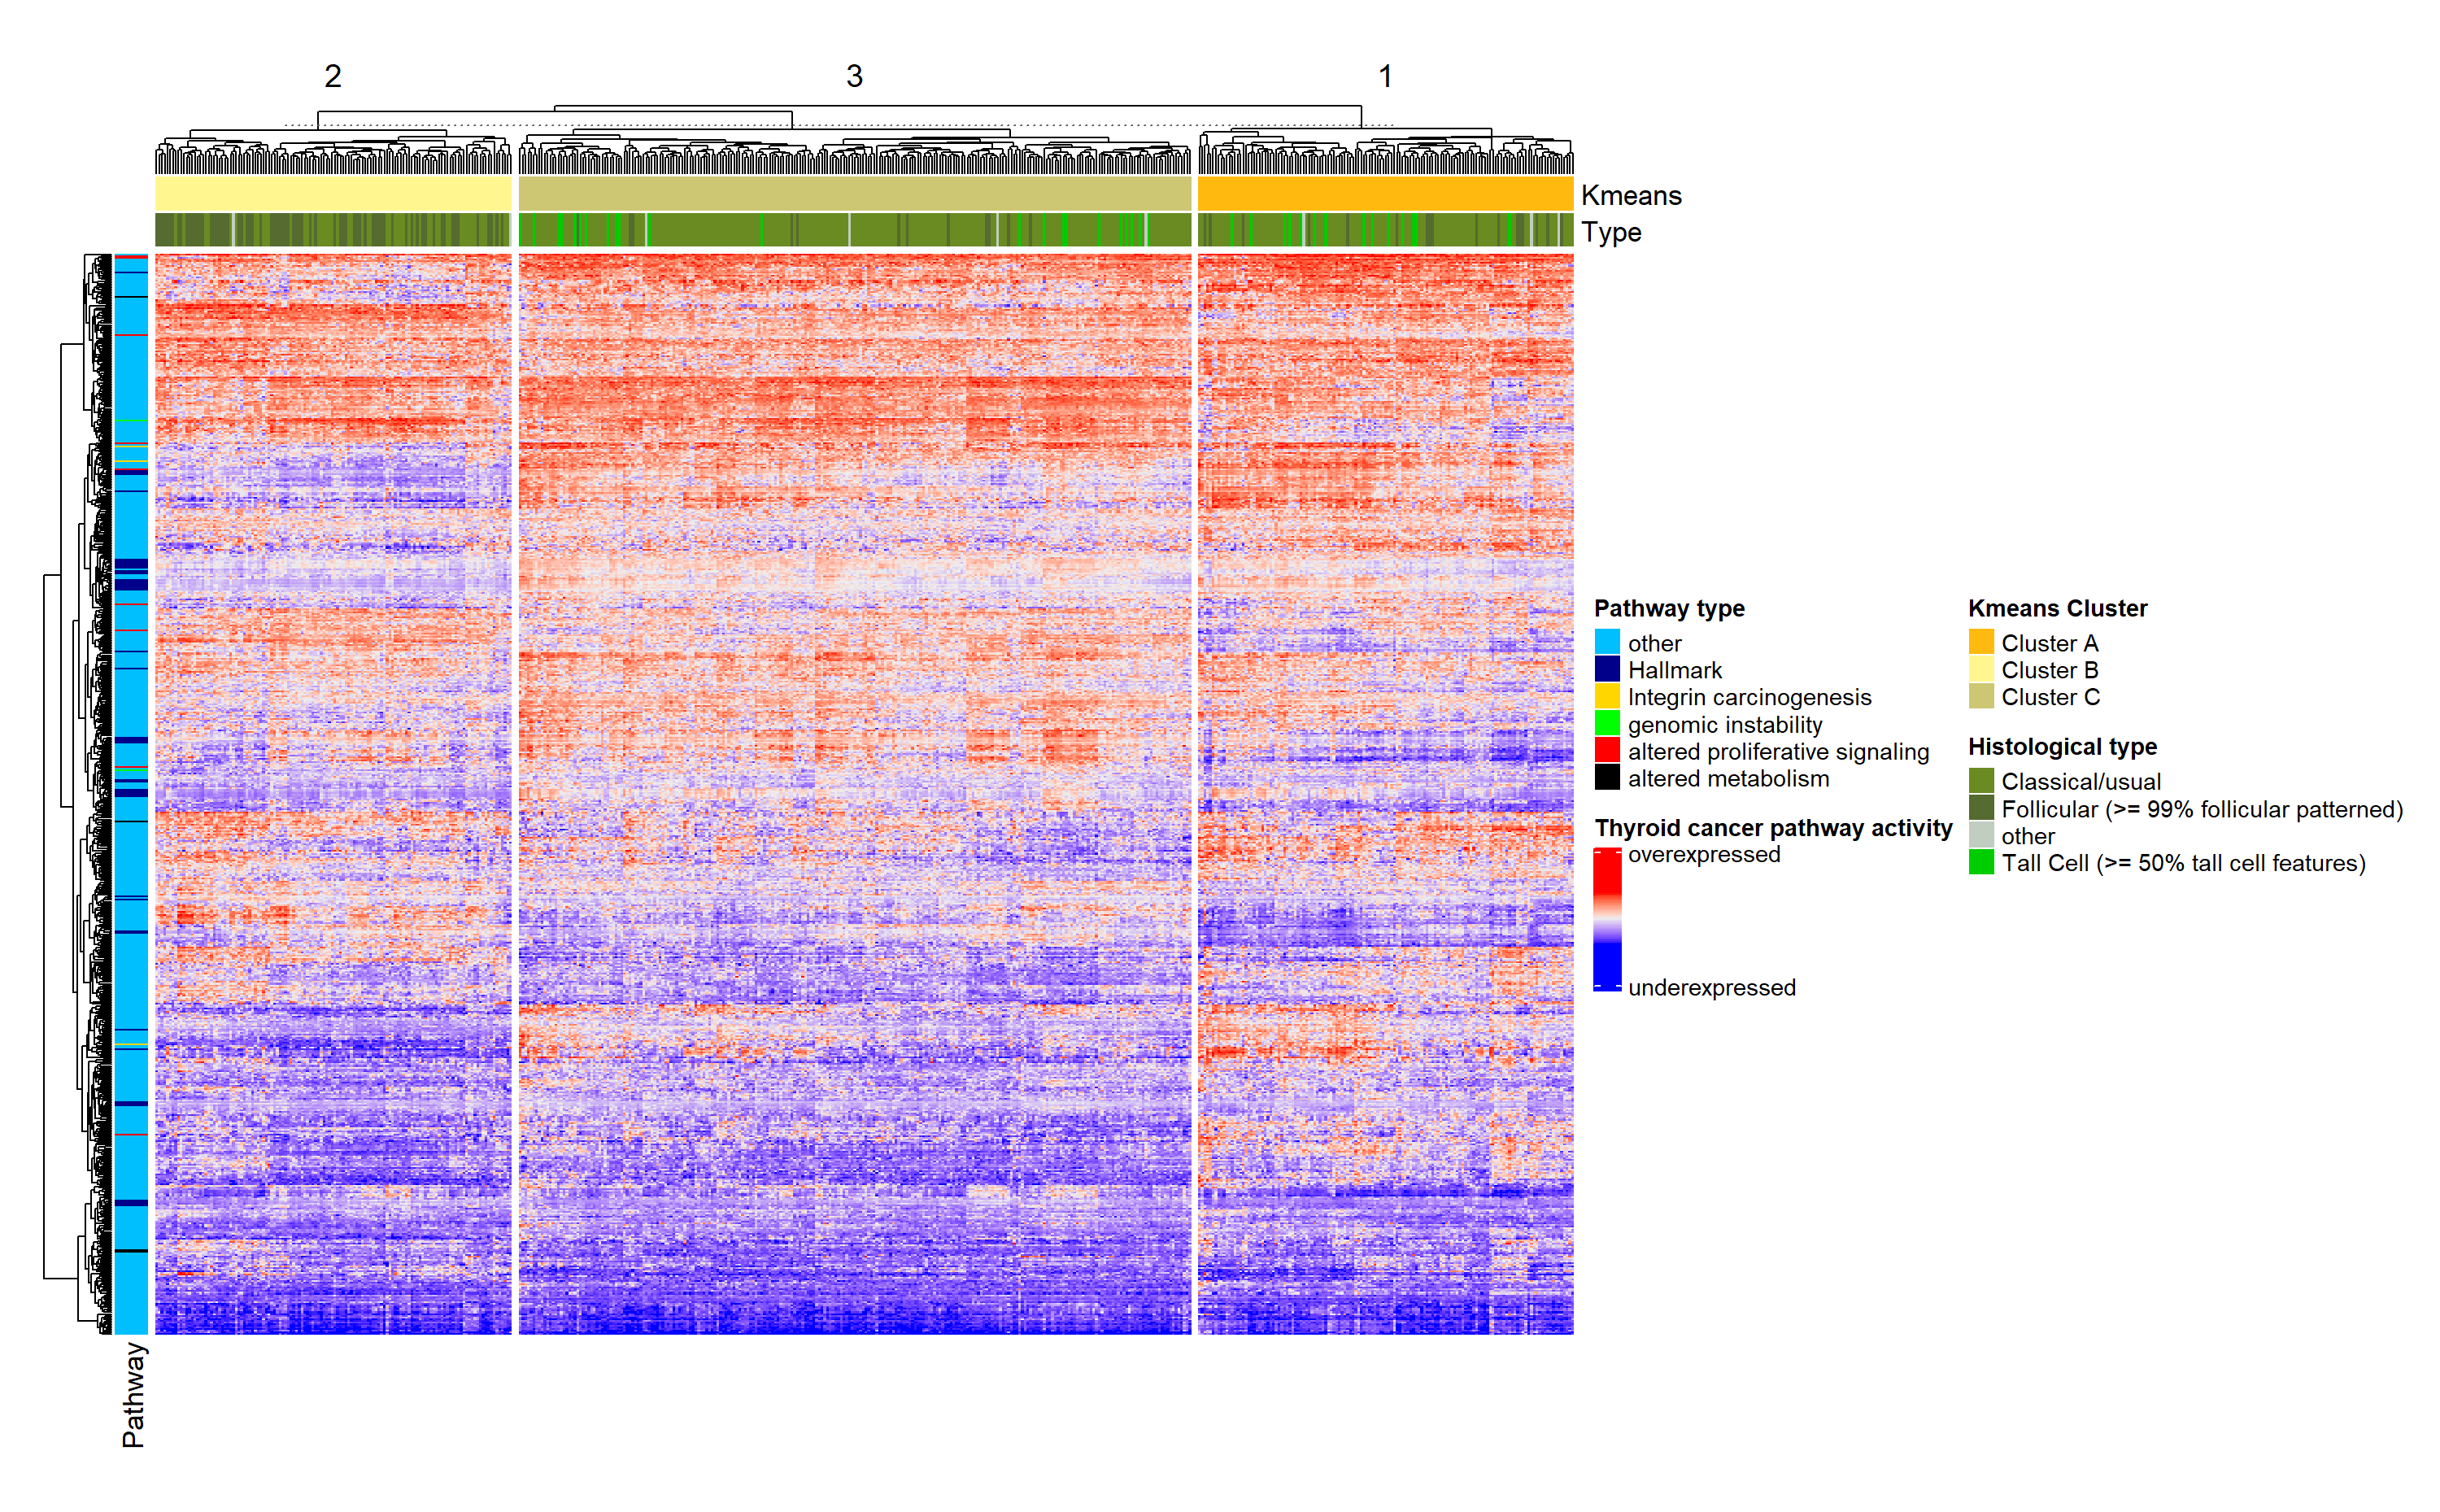 2
3
1
Kmeans
Type
Pathway type
other
Hallmark
Integrin carcinogenesis
genomic instability
altered proliferative signaling
altered metabolism
Thyroid cancer pathway activity
overexpressed
underexpressed
Kmeans Cluster
Cluster A
Cluster B
Cluster C
Histological type
Classical/usual
Follicular (>= 99% follicular patterned)
other
Tall Cell (>= 50% tall cell features)
Pathway